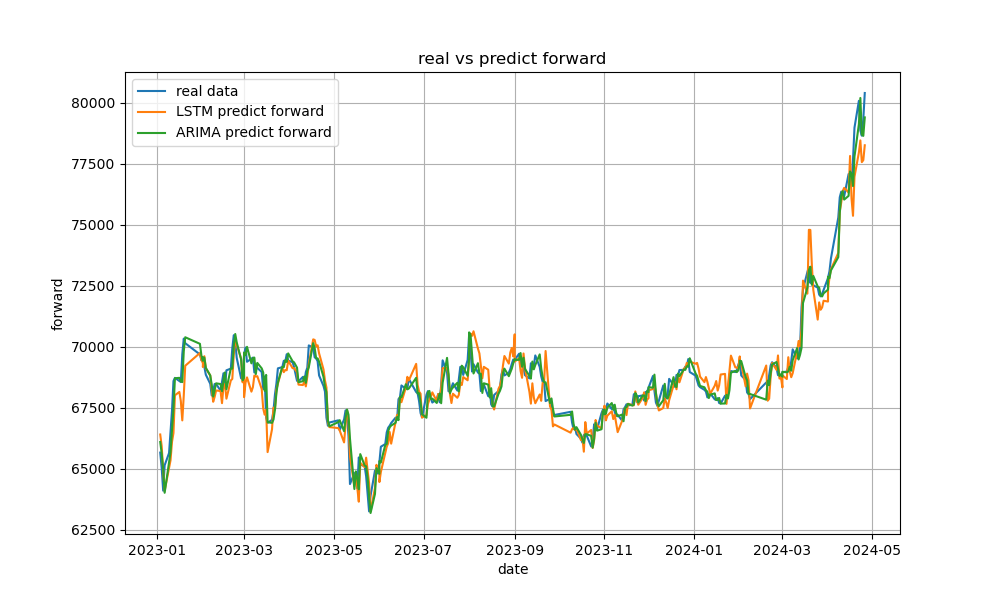 real vs predict forward
real data
LSTM predict forward
ARIMA predict forward
80000
77500
75000
72500
70000
67500
65000
62500
forward
2023-01
2023-03
2023-05
2023-07
2023-09
2023-11
2024-01
2024-03
2024-05
date